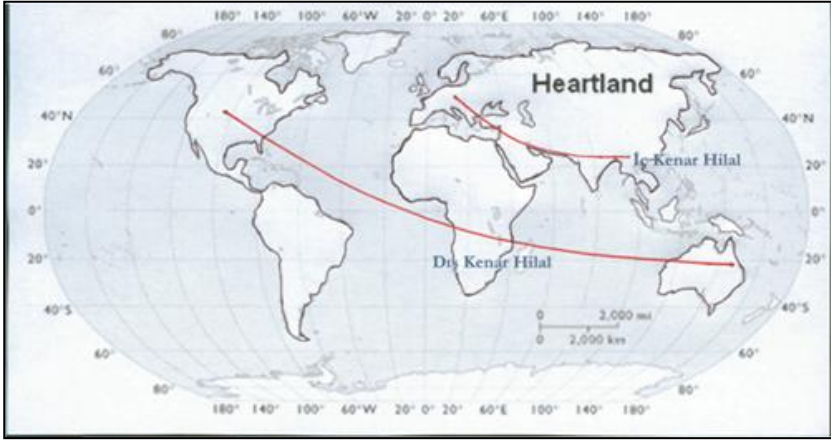 180° 140° 100° 60°W 20° 0° 20° 60°E 100° 140° 180°
80° 80°
60° 60°
Heartland
40°N 40°N
İç Kenar Hilal
20° 20°
0° 0°
20° 20°
Dış Kenar Hilal
40°S 40°S
0 2,000 mi
0 2,000 km
60° 60°
80° 80°
180° 140° 100° 60°W 20° 0° 20° 60°E 100° 140° 180°